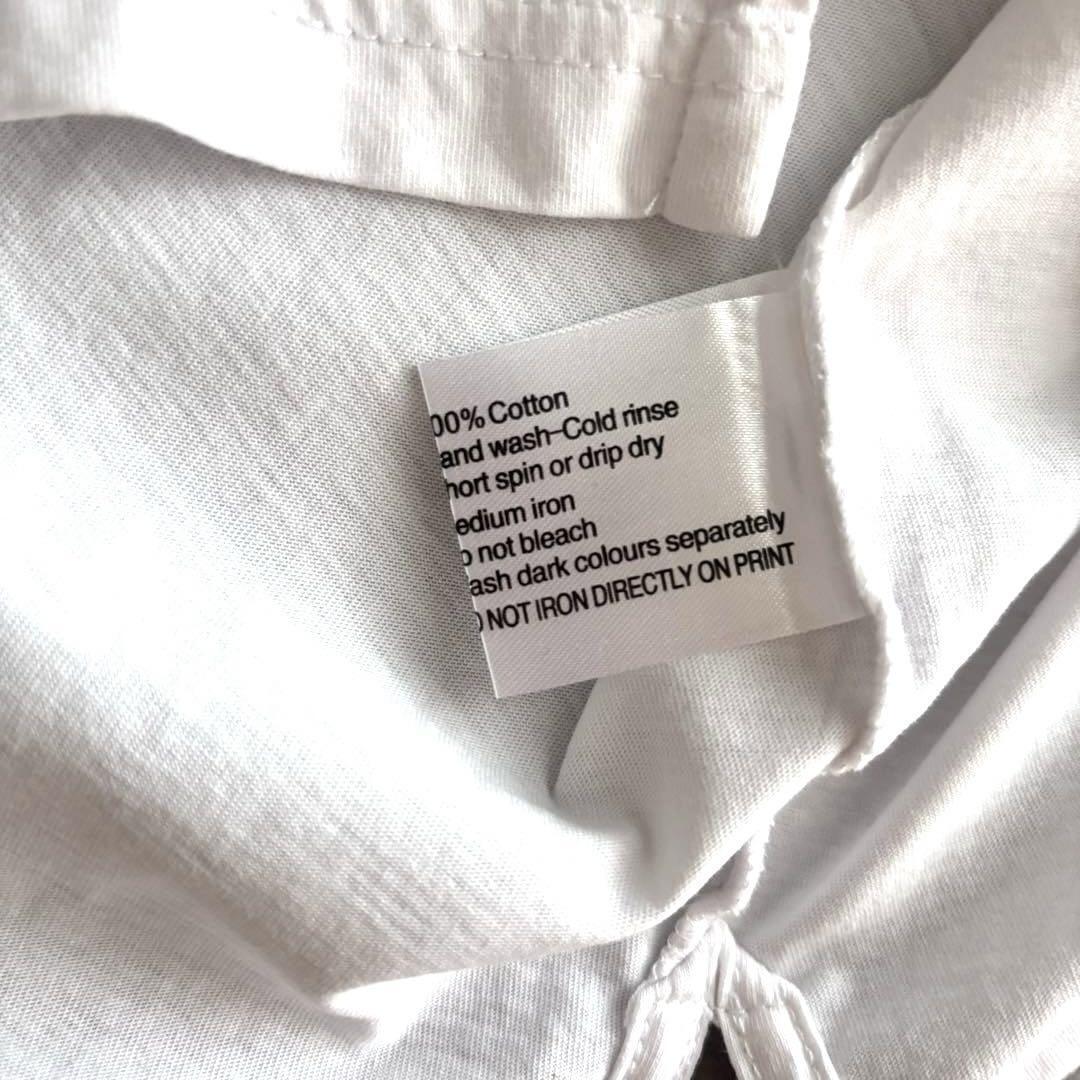 00% Cotton
and wash-Cold rinse
hort spin or drip dry
edium iron
o not bleach
ash dark colours separately
O NOT IRON DIRECTLY ON PRINT